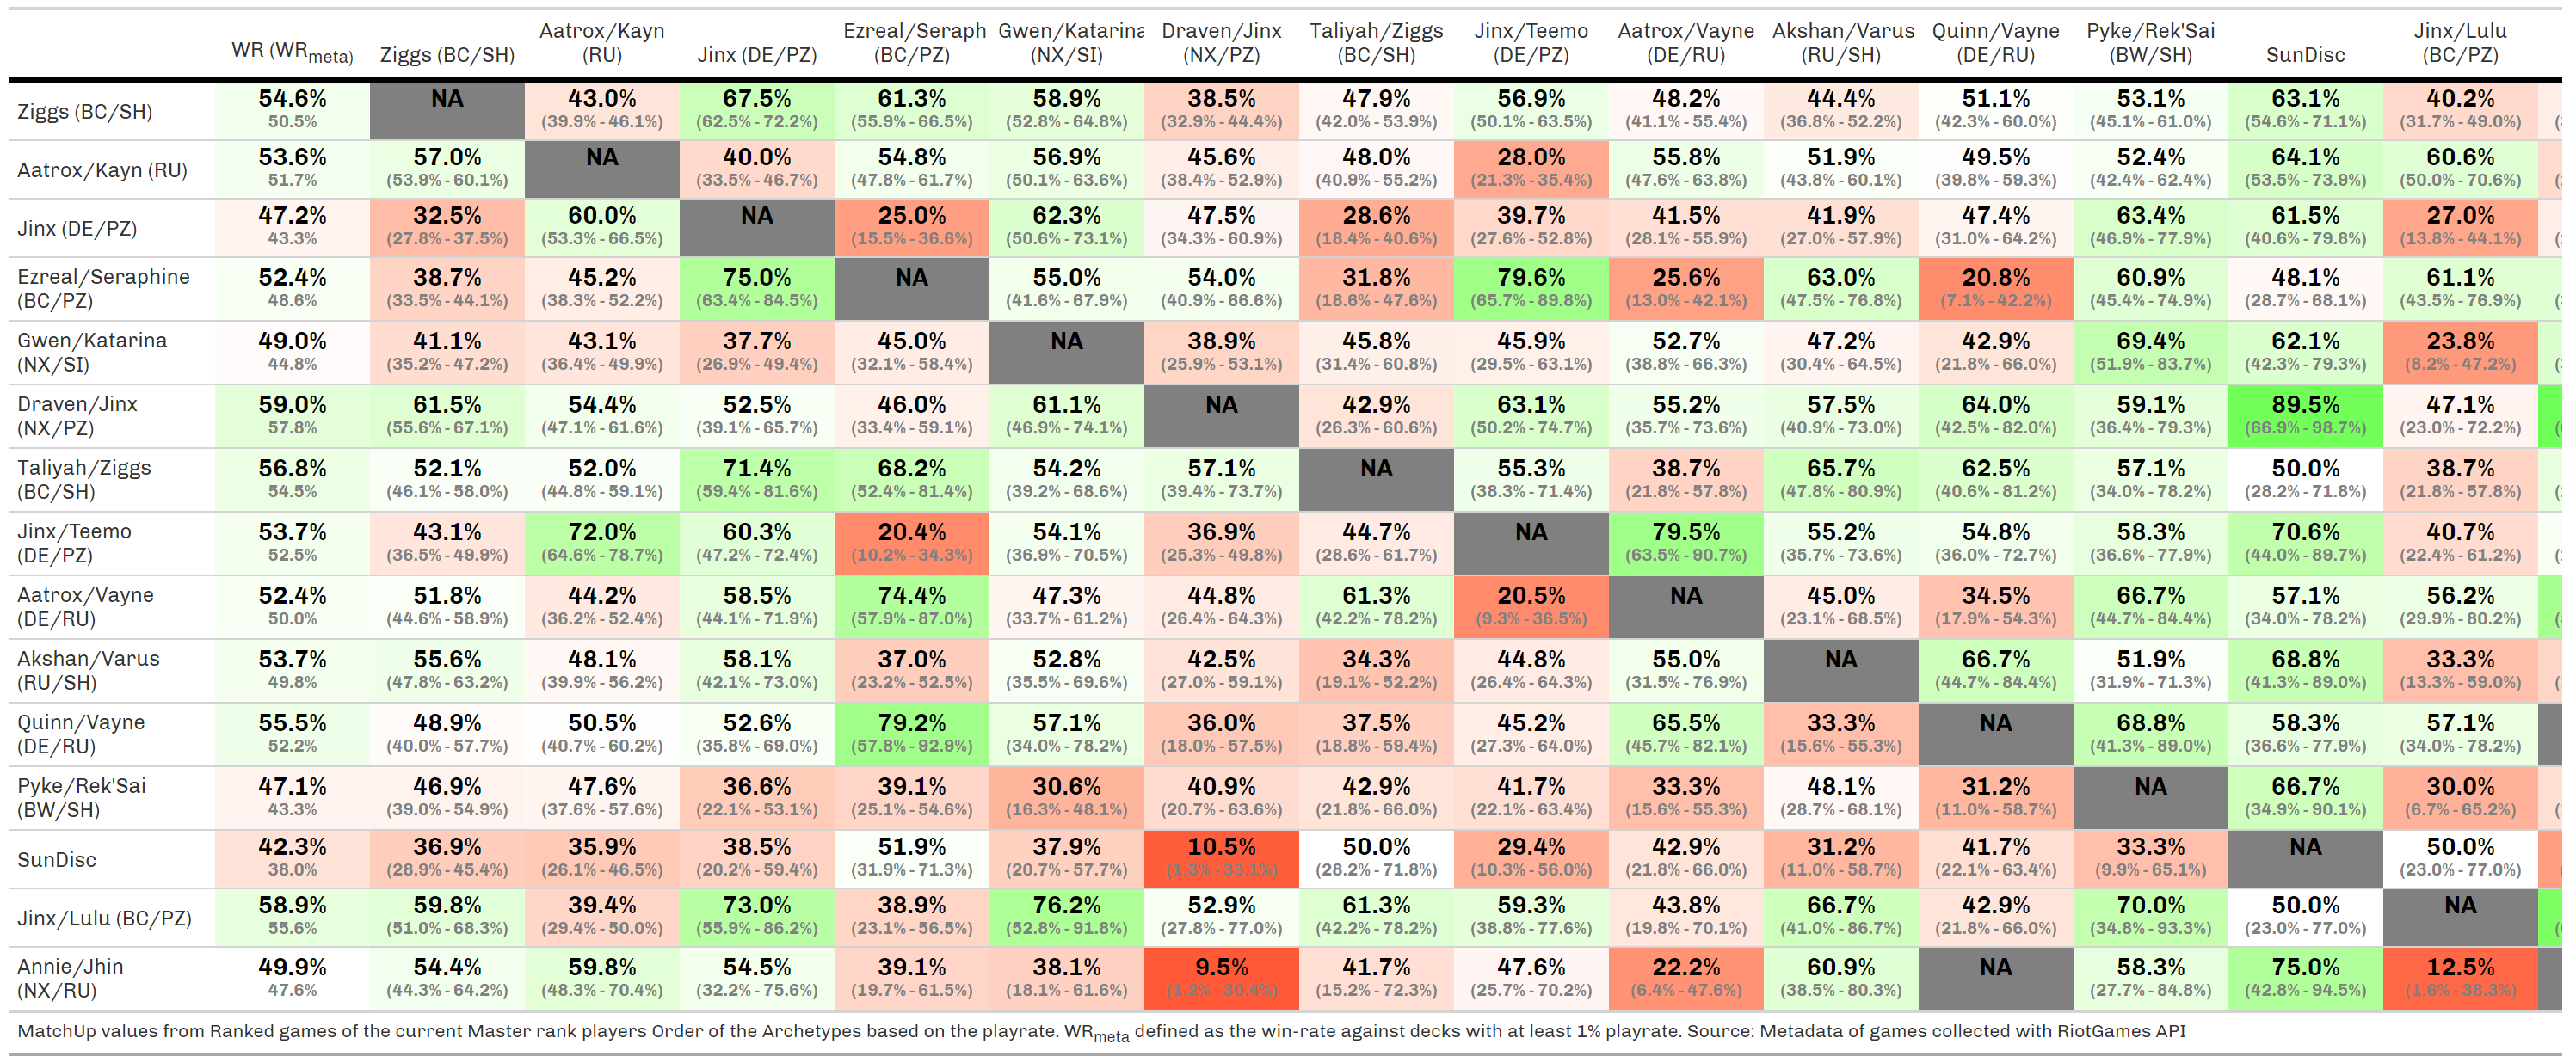 WR (WRmeta) Ziggs (BC/SH) Aatrox/Kayn (RU) Jinx (DE/PZ) Ezreal/Seraphi (BC/PZ) Gwen/Katarina (NX/SI) Draven/Jinx (NX/PZ) Taliyah/Ziggs (BC/SH) Jinx/Teemo (DE/PZ) Aatrox/Vayne (DE/RU) Akshan/Varus (RU/SH) Quinn/Vayne (DE/RU) Pyke/Rek'Sai (BW/SH) SunDisc Jinx/Lulu (BC/PZ)
Ziggs (BC/SH) 54.6% NA 43.0% 67.5% 61.3% 58.9% 38.5% 47.9% 56.9% 48.2% 44.4% 51.1% 53.1% 63.1% 40.2%
50.5% (39.9% - 46.1%) (62.5% - 72.2%) (55.9% - 66.5%) (52.8% - 64.8%) (32.9% - 44.4%) (42.0% - 53.9%) (50.1% - 63.5%) (41.1% - 55.4%) (36.8% - 52.2%) (42.3% - 60.0%) (45.1% - 61.0%) (54.6% - 71.1%) (31.7% - 49.0%)
Aatrox/Kayn (RU) 53.6% 57.0% NA 40.0% 54.8% 56.9% 45.6% 48.0% 28.0% 55.8% 51.9% 49.5% 52.4% 64.1% 60.6%
51.7% (53.9% - 60.1%) (33.5% - 46.7%) (47.8% - 61.7%) (50.1% - 63.6%) (38.4% - 52.9%) (40.9% - 55.2%) (21.3% - 35.4%) (47.6% - 63.8%) (43.8% - 60.1%) (39.8% - 59.3%) (42.4% - 62.4%) (53.5% - 73.9%) (50.0% - 70.6%)
Jinx (DE/PZ) 47.2% 32.5% 60.0% NA 25.0% 62.3% 47.5% 28.6% 39.7% 41.5% 41.9% 47.4% 63.4% 61.5% 27.0%
43.3% (27.8% - 37.5%) (53.3% - 66.5%) (15.5% - 36.6%) (50.6% - 73.1%) (34.3% - 60.9%) (18.4% - 40.6%) (27.6% - 52.8%) (28.1% - 55.9%) (27.0% - 57.9%) (31.0% - 64.2%) (46.9% - 77.9%) (40.6% - 79.8%) (13.8% - 44.1%)
Ezreal/Seraphine 52.4% 38.7% 45.2% 75.0% NA 55.0% 54.0% 31.8% 79.6% 25.6% 63.0% 20.8% 60.9% 48.1% 61.1%
(BC/PZ) 48.6% (33.5% - 44.1%) (38.3% - 52.2%) (63.4% - 84.5%) (41.6% - 67.9%) (40.9% - 66.6%) (18.6% - 47.6%) (65.7% - 89.8%) (13.0% - 42.1%) (47.5% - 76.8%) (7.1% - 42.2%) (45.4% - 74.9%) (28.7% - 68.1%) (43.5% - 76.9%)
Gwen/Katarina 49.0% 41.1% 43.1% 37.7% 45.0% NA 38.9% 45.8% 45.9% 52.7% 47.2% 42.9% 69.4% 62.1% 23.8%
(NX/SI) 44.8% (35.2% - 47.2%) (36.4% - 49.9%) (26.9% - 49.4%) (32.1% - 58.4%) (25.9% - 53.1%) (31.4% - 60.8%) (29.5% - 63.1%) (38.8% - 66.3%) (30.4% - 64.5%) (21.8% - 66.0%) (51.9% - 83.7%) (42.3% - 79.3%) (8.2% - 47.2%)
Draven/Jinx 59.0% 61.5% 54.4% 52.5% 46.0% 61.1% NA 42.9% 63.1% 55.2% 57.5% 64.0% 59.1% 89.5% 47.1%
(NX/PZ) 57.8% (55.6% - 67.1%) (47.1% - 61.6%) (39.1% - 65.7%) (33.4% - 59.1%) (46.9% - 74.1%) (26.3% - 60.6%) (50.2% - 74.7%) (35.7% - 73.6%) (40.9% - 73.0%) (42.5% - 82.0%) (36.4% - 79.3%) (66.9% - 98.7%) (23.0% - 72.2%)
Taliyah/Ziggs 56.8% 52.1% 52.0% 71.4% 68.2% 54.2% 57.1% NA 55.3% 38.7% 65.7% 62.5% 57.1% 50.0% 38.7%
(BC/SH) 54.5% (46.1% - 58.0%) (44.8% - 59.1%) (59.4% - 81.6%) (52.4% - 81.4%) (39.2% - 68.6%) (39.4% - 73.7%) (38.3% - 71.4%) (21.8% - 57.8%) (47.8% - 80.9%) (40.6% - 81.2%) (34.0% - 78.2%) (28.2% - 71.8%) (21.8% - 57.8%)
Jinx/Teemo 53.7% 43.1% 72.0% 60.3% 20.4% 54.1% 36.9% 44.7% NA 79.5% 55.2% 54.8% 58.3% 70.6% 40.7%
(DE/PZ) 52.5% (36.5% - 49.9%) (64.6% - 78.7%) (47.2% - 72.4%) (10.2% - 34.3%) (36.9% - 70.5%) (25.3% - 49.8%) (28.6% - 61.7%) (63.5% - 90.7%) (35.7% - 73.6%) (36.0% - 72.7%) (36.6% - 77.9%) (44.0% - 89.7%) (22.4% - 61.2%)
Aatrox/Vayne 52.4% 51.8% 44.2% 58.5% 74.4% 47.3% 44.8% 61.3% 20.5% NA 45.0% 34.5% 66.7% 57.1% 56.2%
(DE/RU) 50.0% (44.6% - 58.9%) (36.2% - 52.4%) (44.1% - 71.9%) (57.9% - 87.0%) (33.7% - 61.2%) (26.4% - 64.3%) (42.2% - 78.2%) (9.3% - 36.5%) (23.1% - 68.5%) (17.9% - 54.3%) (44.7% - 84.4%) (34.0% - 78.2%) (29.9% - 80.2%)
Akshan/Varus 53.7% 55.6% 48.1% 58.1% 37.0% 52.8% 42.5% 34.3% 44.8% 55.0% NA 66.7% 51.9% 68.8% 33.3%
(RU/SH) 49.8% (47.8% - 63.2%) (39.9% - 56.2%) (42.1% - 73.0%) (23.2% - 52.5%) (35.5% - 69.6%) (27.0% - 59.1%) (19.1% - 52.2%) (26.4% - 64.3%) (31.5% - 76.9%) (44.7% - 84.4%) (31.9% - 71.3%) (41.3% - 89.0%) (13.3% - 59.0%)
Quinn/Vayne 55.5% 48.9% 50.5% 52.6% 79.2% 57.1% 36.0% 37.5% 45.2% 65.5% 33.3% NA 68.8% 58.3% 57.1%
(DE/RU) 52.2% (40.0% - 57.7%) (40.7% - 60.2%) (35.8% - 69.0%) (57.8% - 92.9%) (34.0% - 78.2%) (18.0% - 57.5%) (18.8% - 59.4%) (27.3% - 64.0%) (45.7% - 82.1%) (15.6% - 55.3%) (41.3% - 89.0%) (36.6% - 77.9%) (34.0% - 78.2%)
Pyke/Rek'Sai 47.1% 46.9% 47.6% 36.6% 39.1% 30.6% 40.9% 42.9% 41.7% 33.3% 48.1% 31.2% NA 66.7% 30.0%
(BW/SH) 43.3% (39.0% - 54.9%) (37.6% - 57.6%) (22.1% - 53.1%) (25.1% - 54.6%) (16.3% - 48.1%) (20.7% - 63.6%) (21.8% - 66.0%) (22.1% - 63.4%) (15.6% - 55.3%) (28.7% - 68.1%) (11.0% - 58.7%) (34.9% - 90.1%) (6.7% - 65.2%)
SunDisc 42.3% 36.9% 35.9% 38.5% 51.9% 37.9% 10.5% 50.0% 29.4% 42.9% 31.2% 41.7% 33.3% NA 50.0%
38.0% (28.9% - 45.4%) (26.1% - 46.5%) (20.2% - 59.4%) (31.9% - 71.3%) (20.7% - 57.7%) (1.3% - 33.1%) (28.2% - 71.8%) (10.3% - 56.0%) (21.8% - 66.0%) (11.0% - 58.7%) (22.1% - 63.4%) (9.9% - 65.1%) (23.0% - 77.0%)
Jinx/Lulu (BC/PZ) 58.9% 59.8% 39.4% 73.0% 38.9% 76.2% 52.9% 61.3% 59.3% 43.8% 66.7% 42.9% 70.0% 50.0% NA
55.6% (51.0% - 68.3%) (29.4% - 50.0%) (55.9% - 86.2%) (23.1% - 56.5%) (52.8% - 91.8%) (27.8% - 77.0%) (42.2% - 78.2%) (38.8% - 77.6%) (19.8% - 70.1%) (41.0% - 86.7%) (21.8% - 66.0%) (34.8% - 93.3%) (23.0% - 77.0%)
Annie/Jhin 49.9% 54.4% 59.8% 54.5% 39.1% 38.1% 9.5% 41.7% 47.6% 22.2% 60.9% NA 58.3% 75.0% 12.5%
(NX/RU) 47.6% (44.3% - 64.2%) (48.3% - 70.4%) (32.2% - 75.6%) (19.7% - 61.5%) (18.1% - 61.6%) (1.2% - 30.4%) (15.2% - 72.3%) (25.7% - 70.2%) (6.4% - 47.6%) (38.5% - 80.3%) (27.7% - 84.8%) (42.8% - 94.5%) (1.6% - 38.3%)
MatchUp values from Ranked games of the current Master rank players Order of the Archetypes based on the playrate. WRmeta defined as the win-rate against decks with at least 1% playrate. Source: Metadata of games collected with RiotGames API